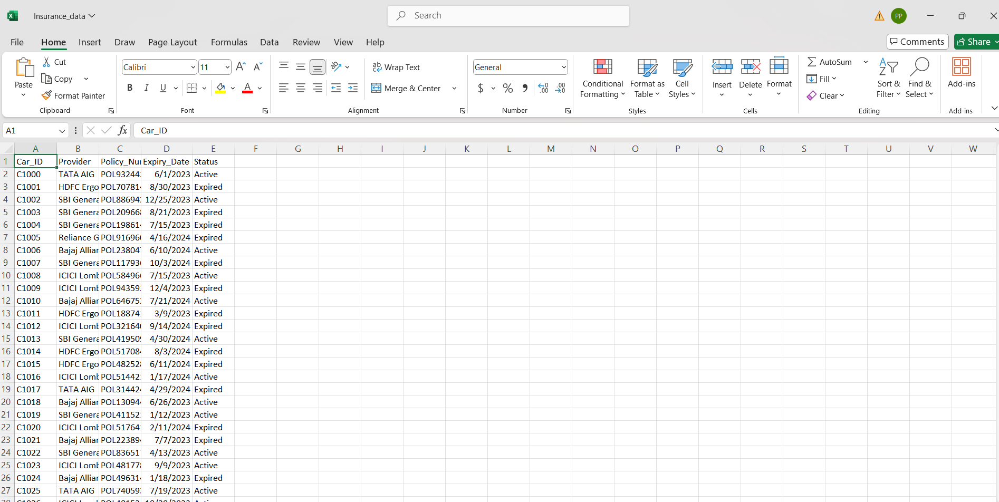 Insurance_data
Search
PP
File Home Insert Draw Page Layout Formulas Data Review View Help
Comments Share
Paste
Cut
Copy
Format Painter
Clipboard
Calibri 11
B I U
Font
Wrap Text
Merge & Center
Alignment
General
$ % , .00
Number
Conditional Formatting
Format as Table
Cell Styles
Styles
Insert Delete Format
Cells
AutoSum
Fill
Clear
Sort & Filter
Find & Select
Editing
Add-ins
Add-ins
A1 fx Car_ID
A B C D E F G H I J K L M N O P Q R S T U V W
1 Car_ID Provider Policy_Nu Expiry_Date Status
2 C1000 TATA AIG POL93244 6/1/2023 Active
3 C1001 HDFC Ergo POL70781 8/30/2023 Expired
4 C1002 SBI Genera POL88694 12/25/2023 Active
5 C1003 SBI Genera POL20966 8/21/2023 Expired
6 C1004 SBI Genera POL19861 7/15/2023 Expired
7 C1005 Reliance G POL91696 4/16/2024 Expired
8 C1006 Bajaj Allia POL23804 6/10/2024 Active
9 C1007 SBI Genera POL11793 10/3/2024 Expired
10 C1008 ICICI Lomb POL58496 7/15/2023 Active
11 C1009 ICICI Lomb POL94359 12/4/2023 Expired
12 C1010 Bajaj Allia POL64675 7/21/2024 Active
13 C1011 HDFC Ergo POL18874 3/9/2023 Expired
14 C1012 ICICI Lomb POL32164 9/14/2024 Expired
15 C1013 SBI Genera POL41950 4/30/2024 Active
16 C1014 HDFC Ergo POL51708 8/3/2024 Expired
17 C1015 HDFC Ergo POL48252 6/11/2024 Expired
18 C1016 ICICI Lomb POL51442 1/17/2024 Active
19 C1017 TATA AIG POL31442 4/29/2024 Expired
20 C1018 Bajaj Allia POL13094 6/26/2023 Active
21 C1019 SBI Genera POL41152 1/12/2023 Active
22 C1020 ICICI Lomb POL51764 2/11/2024 Expired
23 C1021 Bajaj Allia POL22389 7/7/2023 Expired
24 C1022 SBI Genera POL83651 4/13/2023 Active
25 C1023 ICICI Lomb POL48177 9/9/2023 Active
26 C1024 Bajaj Allia POL49631 1/18/2023 Expired
27 C1025 TATA AIG POL74059 7/19/2023 Active